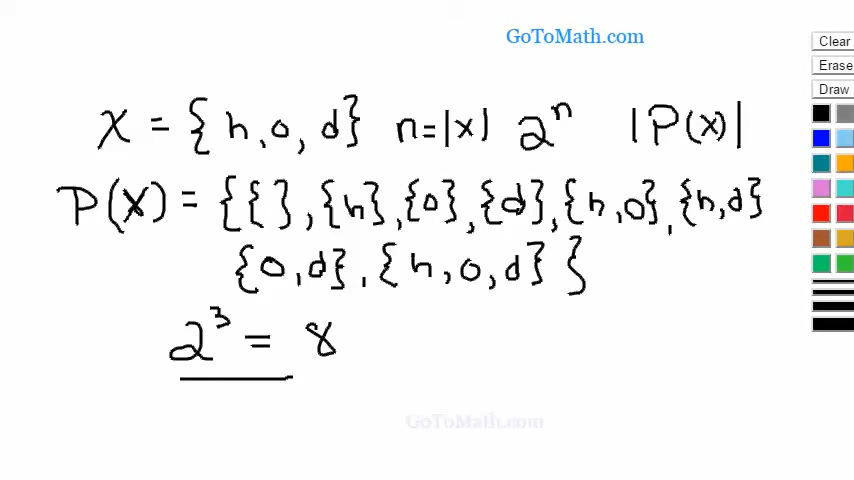 GoToMath.com
Clear
X = {h, o, d} n = |x| 2ⁿ |P(x)|
Erase
Draw
P(X) = {{}, {h}, {o}, {d}, {h, o}, {h, d}
{o, d}, {h, o, d}}
2³ = 8
GoToMath.com